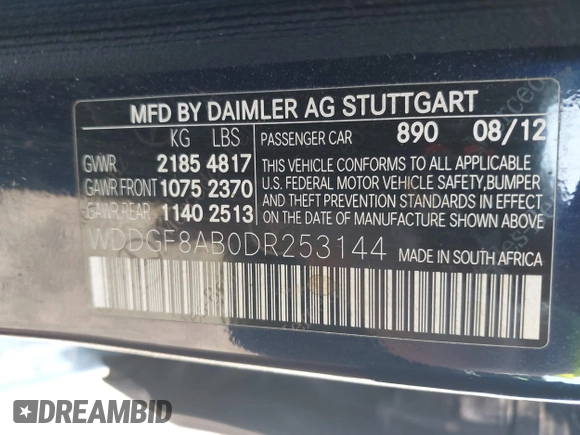 MFD BY DAIMLER AG STUTTGART
KG LBS
PASSENGER CAR 890 08/12
GVWR 2185 4817
GAWR FRONT 1075 2370
GAWR REAR 1140 2513
THIS VEHICLE CONFORMS TO ALL APPLICABLE
U.S. FEDERAL MOTOR VEHICLE SAFETY, BUMPER
AND THEFT PREVENTION STANDARDS IN EFFECT
ON THE DATE OF MANUFACTURE SHOWN ABOVE.
WDDGF8AB0DR253144
MADE IN SOUTH AFRICA
DREAMBID